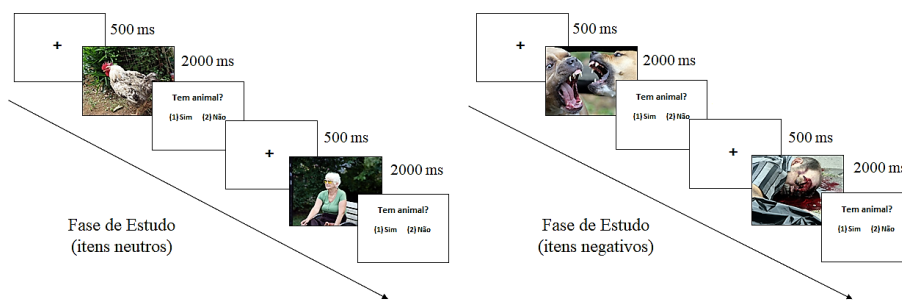 +
500 ms
2000 ms
Tem animal?
(1) Sim (2) Não
+
500 ms
2000 ms
Tem animal?
(1) Sim (2) Não
Fase de Estudo
(itens neutros)
+
500 ms
2000 ms
Tem animal?
(1) Sim (2) Não
+
500 ms
2000 ms
Tem animal?
(1) Sim (2) Não
Fase de Estudo
(itens negativos)